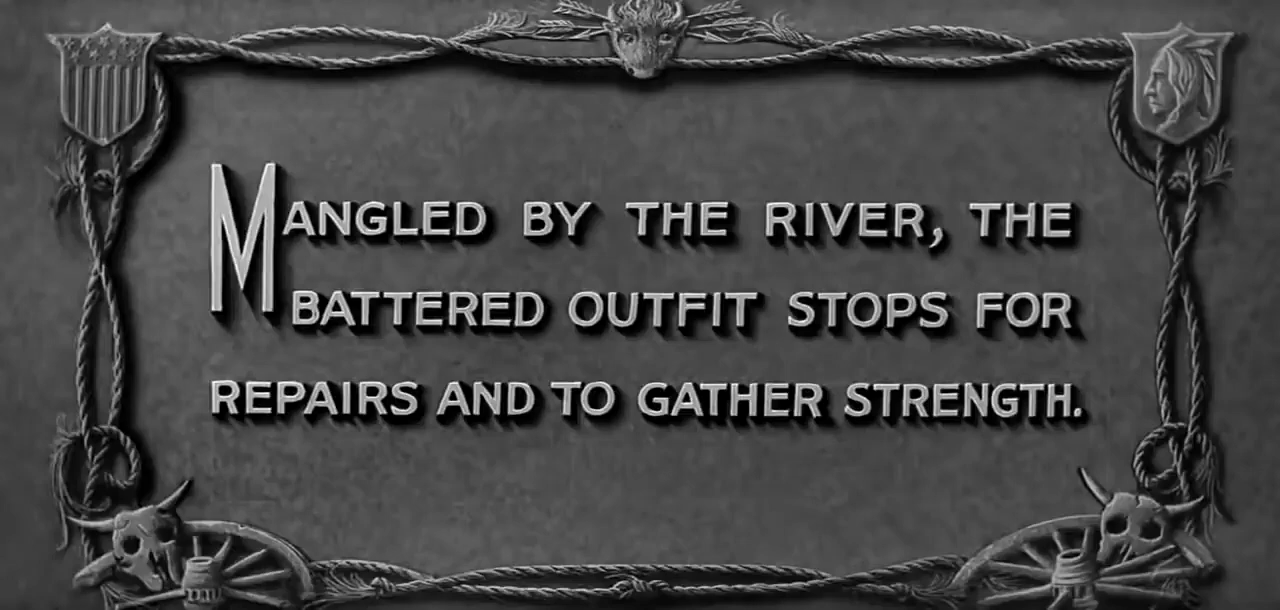 MANGLED BY THE RIVER, THE
BATTERED OUTFIT STOPS FOR
REPAIRS AND TO GATHER STRENGTH.